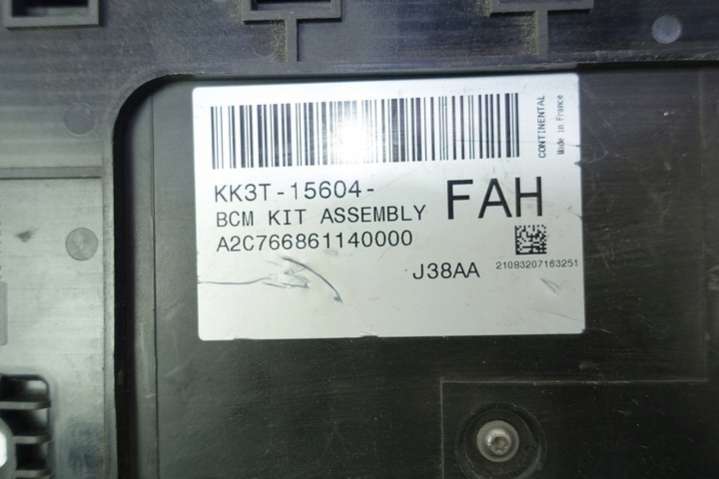 KK3T-15604-
FAH
BCM KIT ASSEMBLY
A2C766861140000
J38AA
21083207163251
CONTINENTAL
Made in France